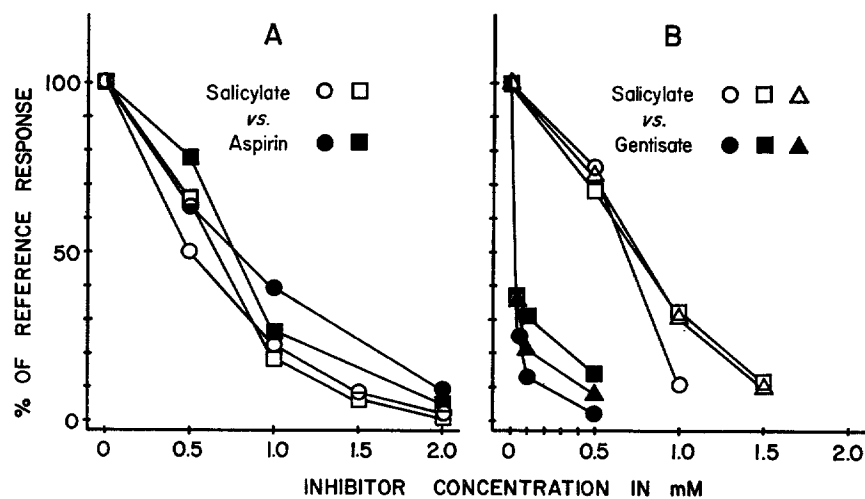 A
B
% OF REFERENCE RESPONSE
100
50
0
Salicylate
vs.
Aspirin
Salicylate
vs.
Gentisate
0 0.5 1.0 1.5 2.0
0 0.5 1.0 1.5 2.0
INHIBITOR CONCENTRATION IN mM